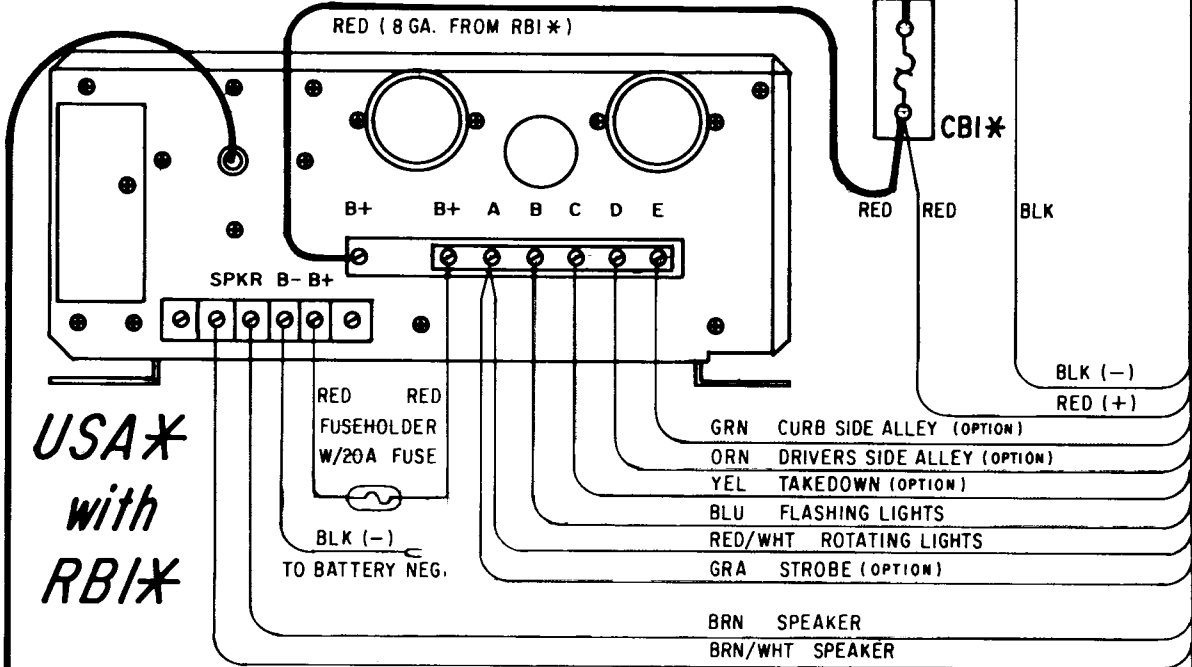 RED (8 GA. FROM RBI*)
CBI*
RED RED BLK
B+ B+ A B C D E
SPKR B- B+
RED RED
FUSEHOLDER
W/20A FUSE
BLK (-)
TO BATTERY NEG.
USA*
with
RBI*
BLK (-)
RED (+)
GRN CURB SIDE ALLEY (OPTION)
ORN DRIVERS SIDE ALLEY (OPTION)
YEL TAKEDOWN (OPTION)
BLU FLASHING LIGHTS
RED/WHT ROTATING LIGHTS
GRA STROBE (OPTION)
BRN SPEAKER
BRN/WHT SPEAKER